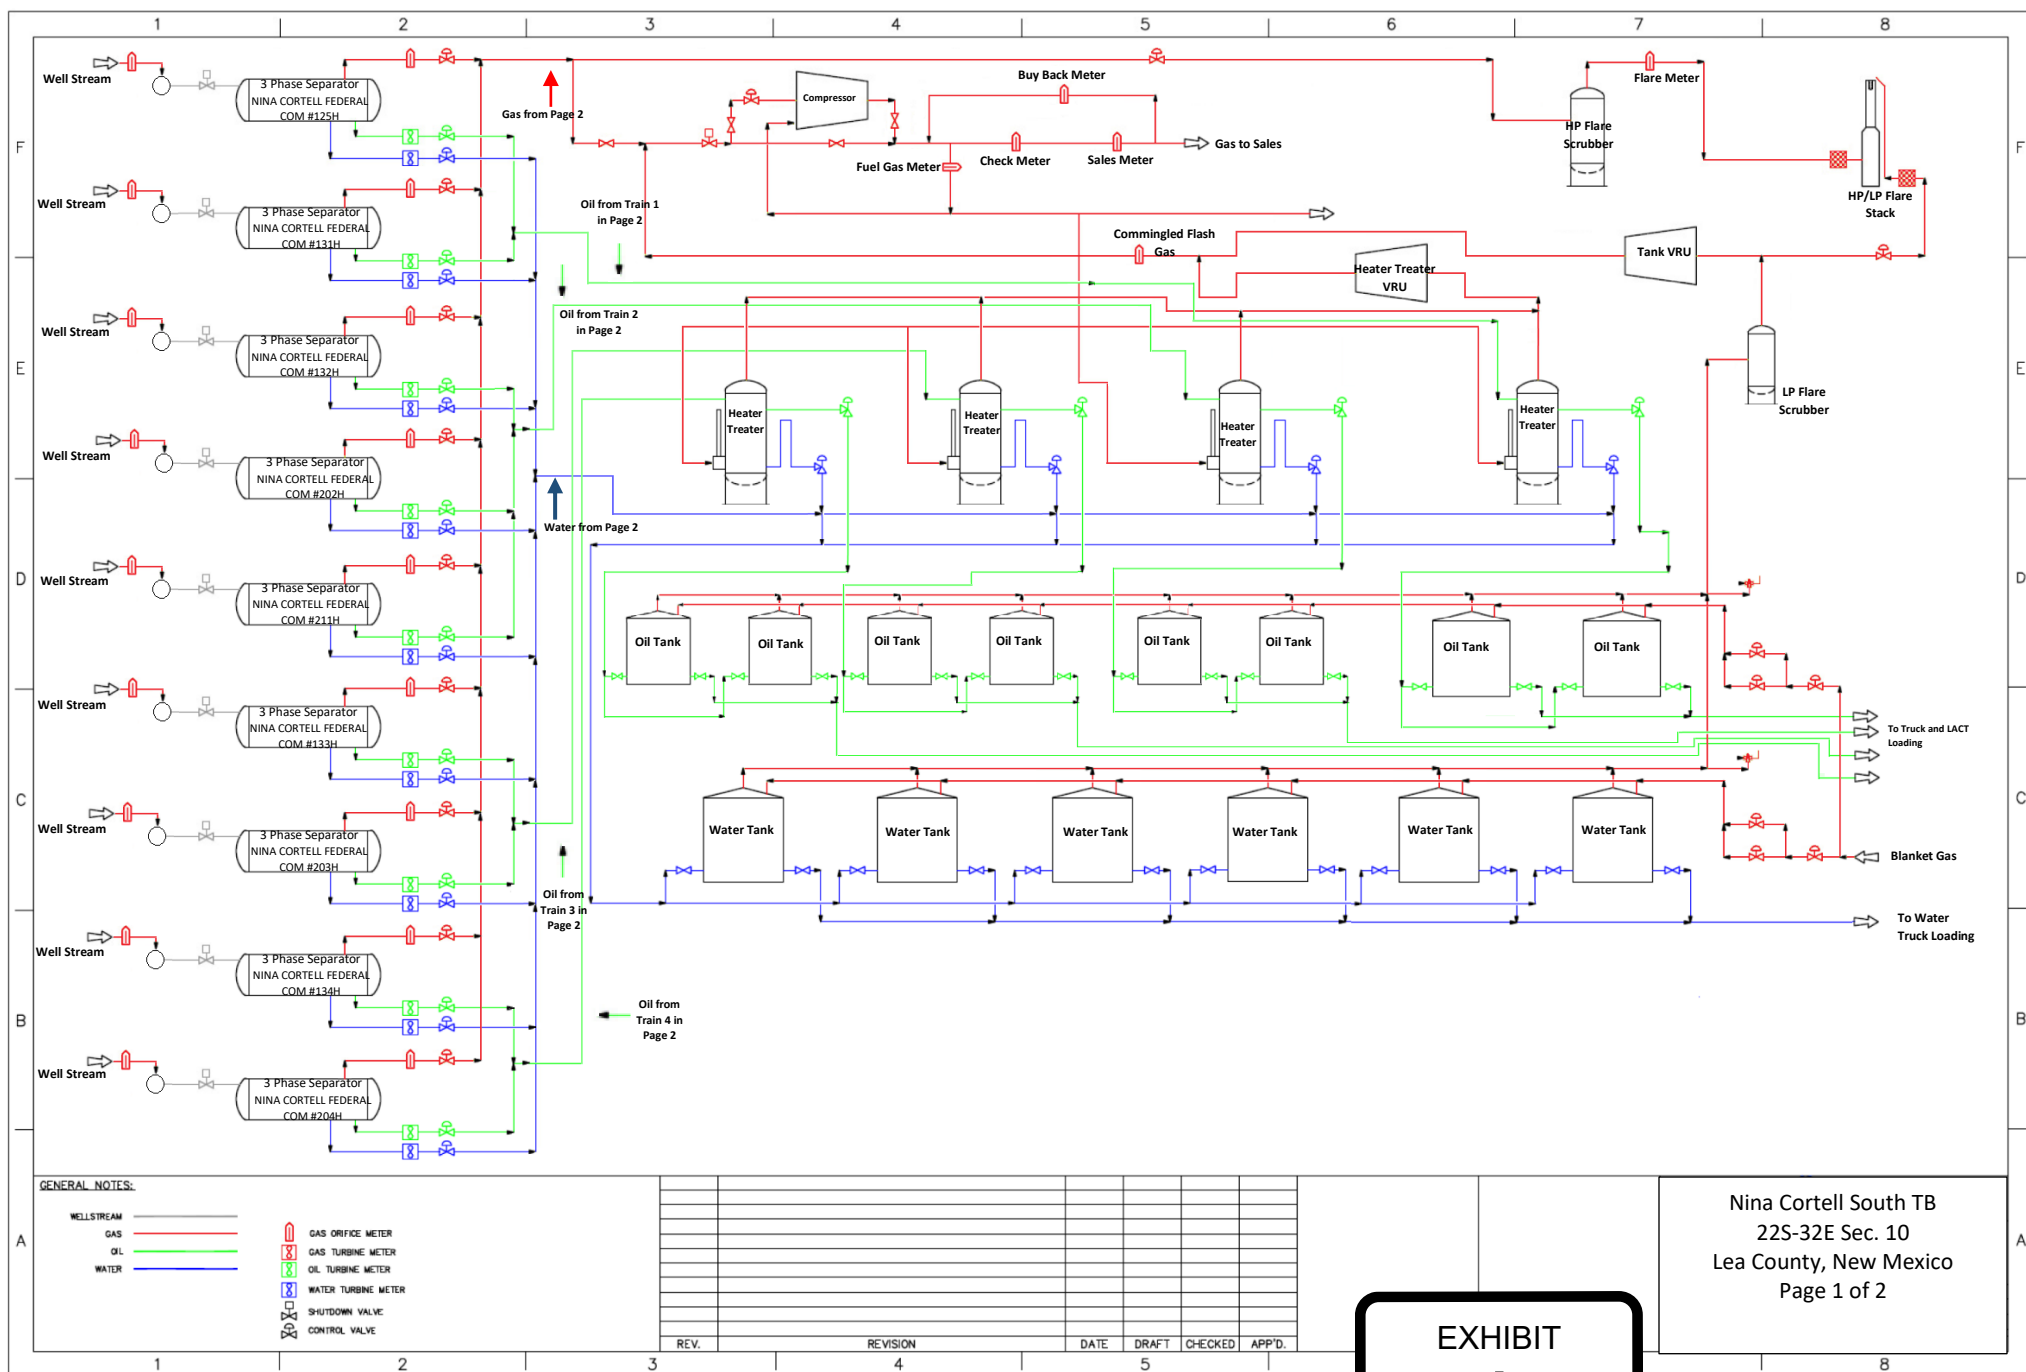 1 2 3 4 5 6 7 8
F
E
D
C
B
A
F
E
D
C
B
A
Well Stream
3 Phase Separator
NINA CORTELL FEDERAL
COM #125H
Well Stream
3 Phase Separator
NINA CORTELL FEDERAL
COM #131H
Well Stream
3 Phase Separator
NINA CORTELL FEDERAL
COM #132H
Well Stream
3 Phase Separator
NINA CORTELL FEDERAL
COM #202H
Well Stream
3 Phase Separator
NINA CORTELL FEDERAL
COM #211H
Well Stream
3 Phase Separator
NINA CORTELL FEDERAL
COM #133H
Well Stream
3 Phase Separator
NINA CORTELL FEDERAL
COM #203H
Well Stream
3 Phase Separator
NINA CORTELL FEDERAL
COM #134H
Well Stream
3 Phase Separator
NINA CORTELL FEDERAL
COM #204H
Gas from Page 2
Compressor
Buy Back Meter
Fuel Gas Meter
Check Meter
Sales Meter
Gas to Sales
HP Flare
Scrubber
Flare Meter
HP/LP Flare
Stack
Oil from Train 1
in Page 2
Commingled Flash
Gas
Heater Treater
VRU
Tank VRU
Oil from Train 2
in Page 2
LP Flare
Scrubber
Heater
Treater
Heater
Treater
Heater
Treater
Heater
Treater
Water from Page 2
Oil Tank
Oil Tank
Oil Tank
Oil Tank
Oil Tank
Oil Tank
Oil Tank
Oil Tank
To Truck and LACT
Loading
Water Tank
Water Tank
Water Tank
Water Tank
Water Tank
Water Tank
Blanket Gas
Oil from
Train 3 in
Page 2
To Water
Truck Loading
Oil from
Train 4 in
Page 2
GENERAL NOTES:
WELLSTREAM
GAS
OIL
WATER
GAS ORIFICE METER
GAS TURBINE METER
OIL TURBINE METER
WATER TURBINE METER
SHUTDOWN VALVE
CONTROL VALVE
REV. REVISION DATE DRAFT CHECKED APP'D.
Nina Cortell South TB
22S-32E Sec. 10
Lea County, New Mexico
Page 1 of 2
EXHIBIT
1 2 3 4 5 8